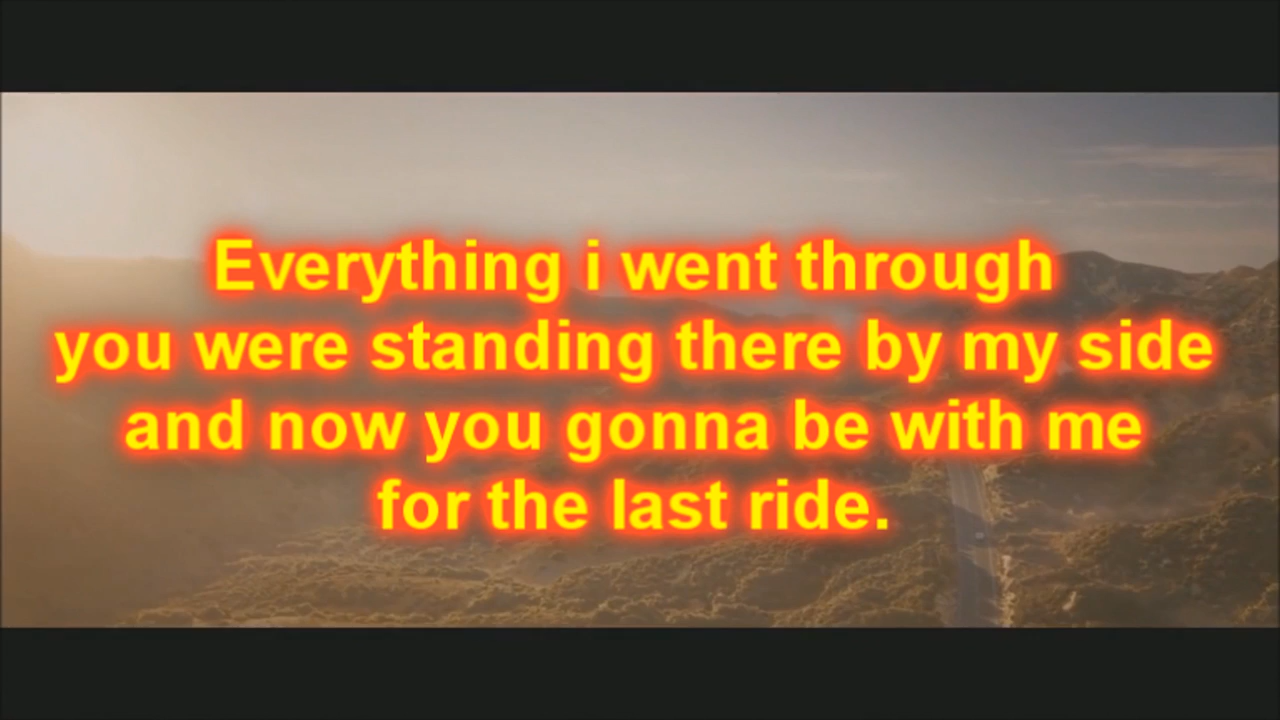 Everything i went through
you were standing there by my side
and now you gonna be with me
for the last ride.